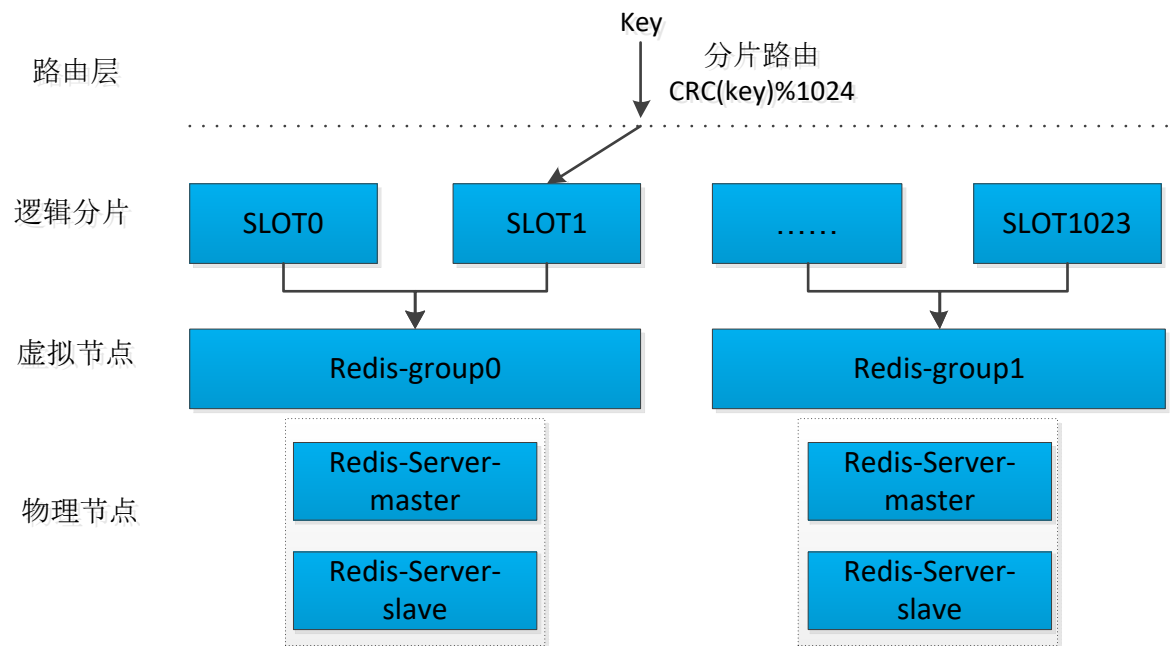 Key
路由层
分片路由
CRC(key)%1024
逻辑分片
SLOT0
SLOT1
……
SLOT1023
虚拟节点
Redis-group0
Redis-group1
物理节点
Redis-Server-
master
Redis-Server-
master
Redis-Server-
slave
Redis-Server-
slave